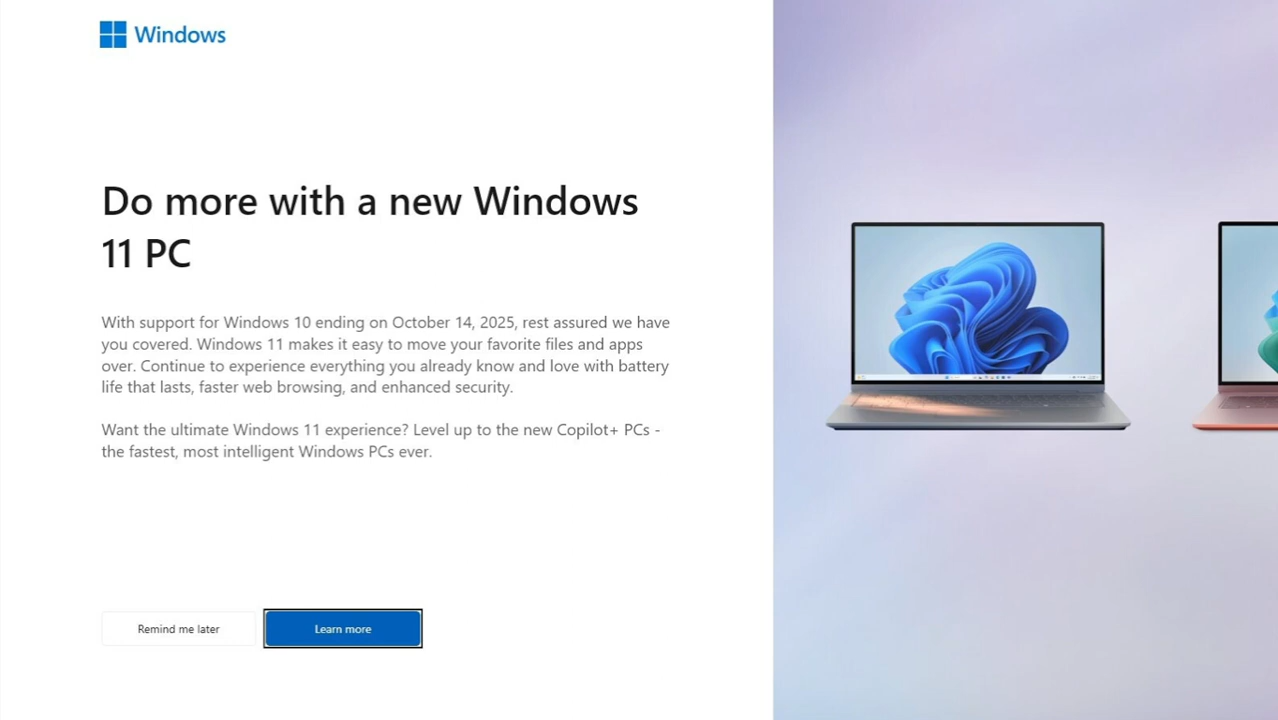 Windows
Do more with a new Windows
11 PC
With support for Windows 10 ending on October 14, 2025, rest assured we have
you covered. Windows 11 makes it easy to move your favorite files and apps
over. Continue to experience everything you already know and love with battery
life that lasts, faster web browsing, and enhanced security.
Want the ultimate Windows 11 experience? Level up to the new Copilot+ PCs -
the fastest, most intelligent Windows PCs ever.
Remind me later
Learn more